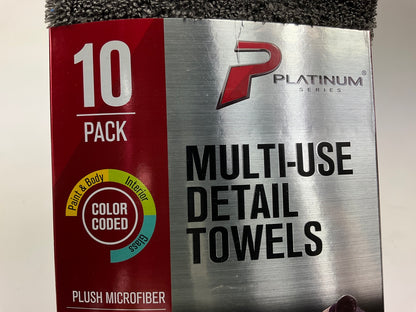 10
PACK
Paint & Body
Interior
Glass
COLOR
CODED
PLUSH MICROFIBER
P
PLATINUM®
SERIES
MULTI-USE
DETAIL
TOWELS